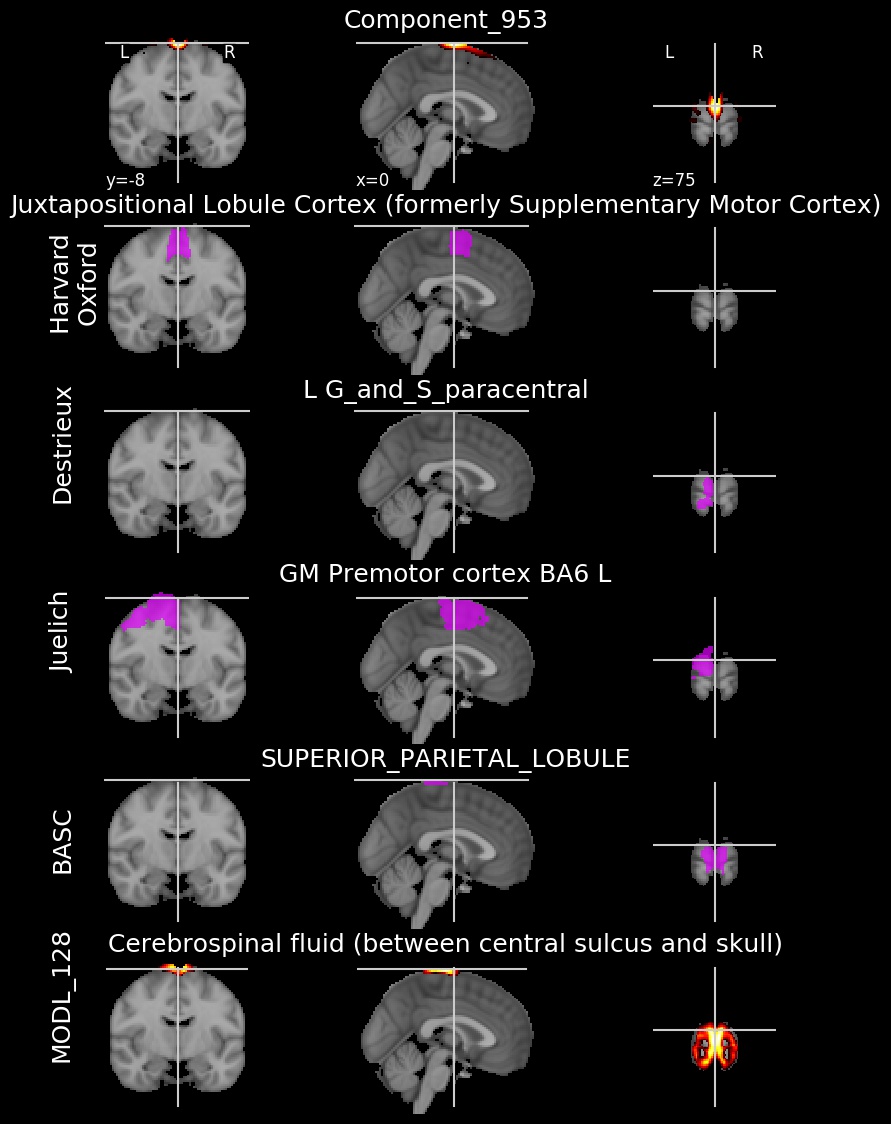 Component_953
L R L R
y=-8 x=0 z=75
Juxtapositional Lobule Cortex (formerly Supplementary Motor Cortex)
Harvard
Oxford
L G_and_S_paracentral
Destrieux
GM Premotor cortex BA6 L
Juelich
SUPERIOR_PARIETAL_LOBULE
BASC
Cerebrospinal fluid (between central sulcus and skull)
MODL_128